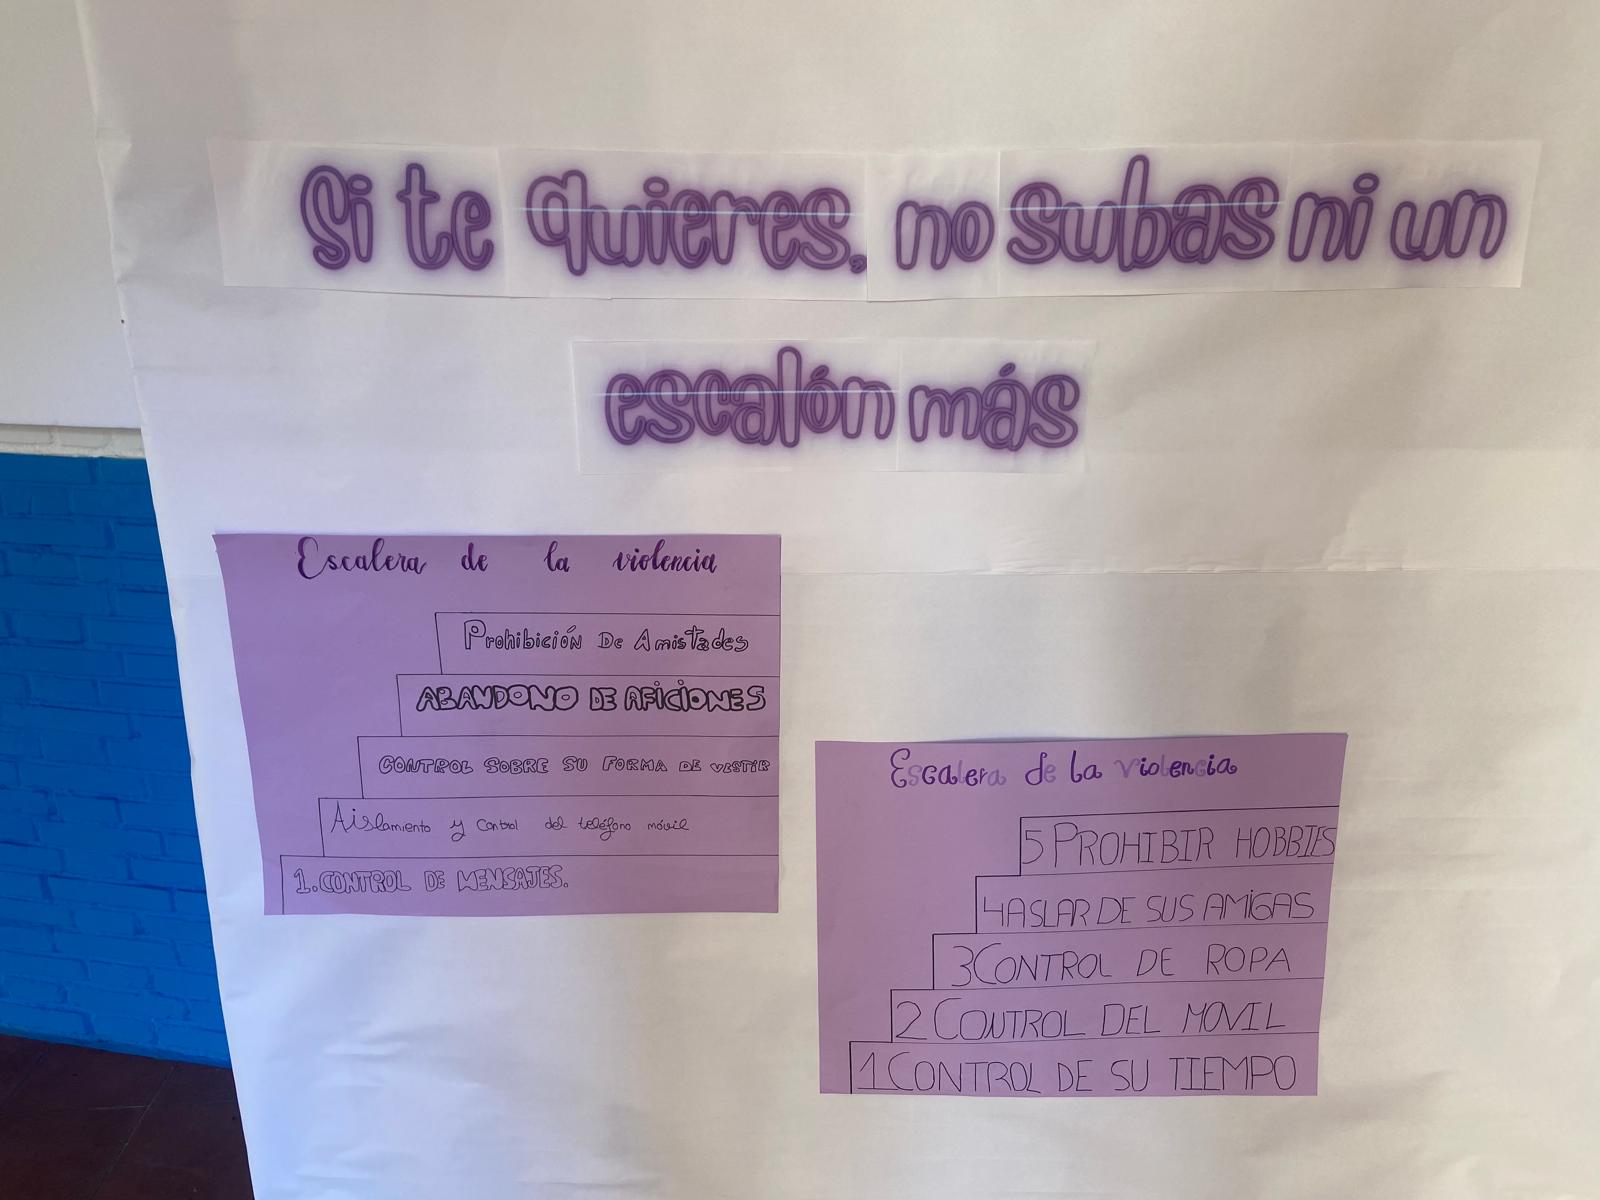 Si te quieres, no subas ni un
escalón más
Escalera de la violencia
Prohibición De Amistades
ABANDONO DE AFICIONES
CONTROL SOBRE SU FORMA DE VESTIR
Aislamiento y Control del teléfono móvil
1. CONTROL DE MENSAJES.
Escalera de la violencia
5 PROHIBIR HOBBIES
4 ASLAR DE SUS AMIGAS
3 CONTROL DE ROPA
2 CONTROL DEL MOVIL
1 CONTROL DE SU TIEMPO